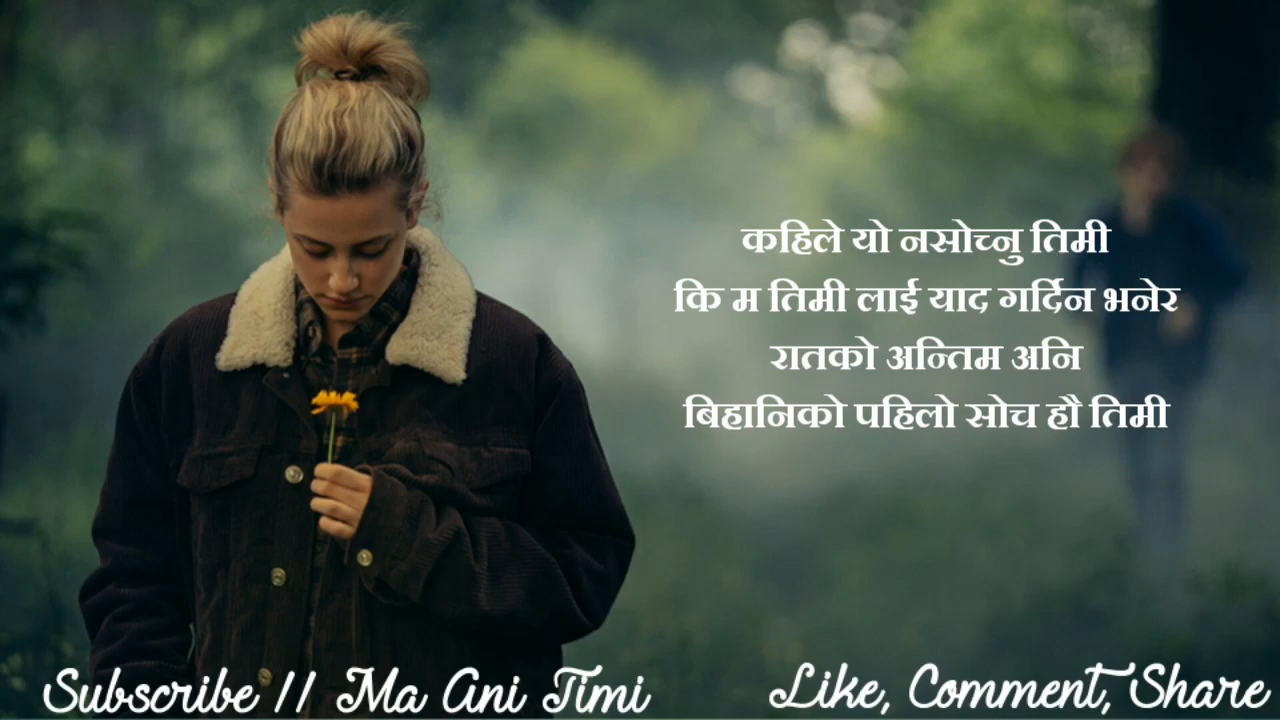 कहिले यो नसोच्नु तिमी
कि म तिमी लाई याद गर्दिन भनेर
रातको अन्तिम अनि
बिहानिको पहिलो सोच हौ तिमी
Subscribe // Ma Ani Timi
Like, Comment, Share